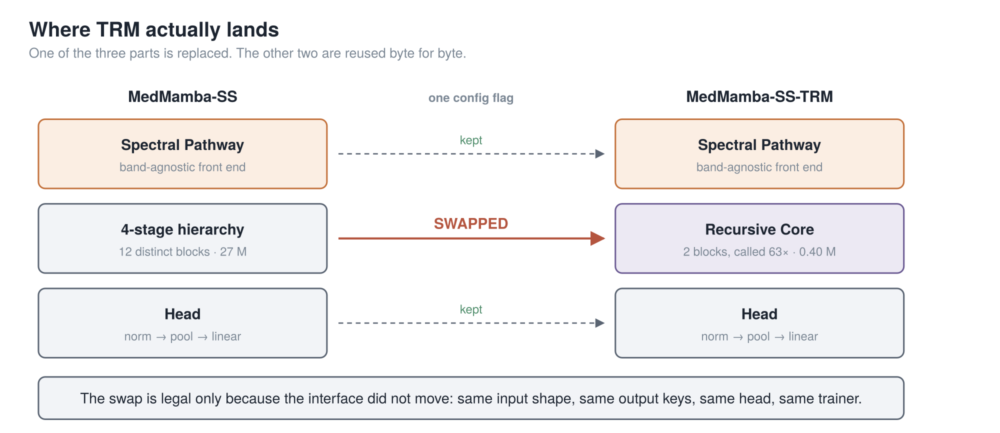 Where TRM actually lands
One of the three parts is replaced. The other two are reused byte for byte.
MedMamba-SS
one config flag
MedMamba-SS-TRM
Spectral Pathway
band-agnostic front end
kept
Spectral Pathway
band-agnostic front end
4-stage hierarchy
12 distinct blocks · 27 M
SWAPPED
Recursive Core
2 blocks, called 63× · 0.40 M
Head
norm → pool → linear
kept
Head
norm → pool → linear
The swap is legal only because the interface did not move: same input shape, same output keys, same head, same trainer.